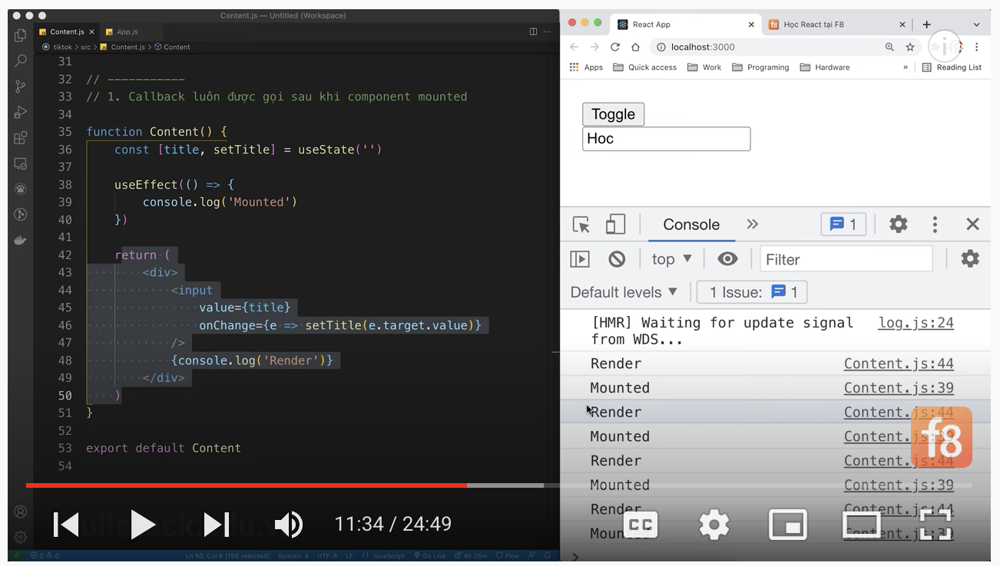 Content.js — Untitled (Workspace)
Content.js
App.js
tiktok > src > Content.js > Content
31
32 // -----------
33 // 1. Callback luôn được gọi sau khi component mounted
34
35 function Content() {
36 const [title, setTitle] = useState('')
37
38 useEffect(() => {
39 console.log('Mounted')
40 })
41
42 return (
43 <div>
44 <input
45 value={title}
46 onChange={e => setTitle(e.target.value)}
47 />
48 {console.log('Render')}
49 </div>
50 )
51 }
52
53 export default Content
54
11:34 / 24:49
CC
0 0
Ln 50, Col 6 (199 selected) Spaces: 4 UTF-8 LF JavaScript Go Live 4h 25m Flow
React App
Học React tại F8
localhost:3000
Apps Quick access Work Programing Hardware » Reading List
Toggle
Hoc
Console » 1
top Filter
Default levels 1 Issue: 1
[HMR] Waiting for update signal log.js:24
from WDS...
Render Content.js:44
Mounted Content.js:39
Render Content.js:44
Mounted Content.js:39
Render Content.js:44
Mounted Content.js:39
Render Content.js:44
Mounted Content.js:39
f8